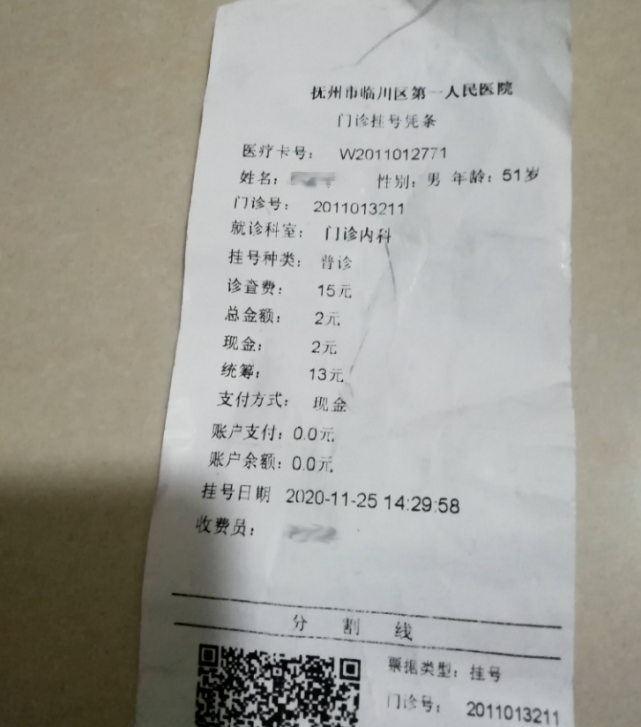 抚州市临川区第一人民医院
门诊挂号凭条
医疗卡号： W2011012771
姓名： 性别：男 年龄：51岁
门诊号： 2011013211
就诊科室： 门诊内科
挂号种类： 普诊
诊查费： 15元
总金额： 2元
现金： 2元
统筹： 13元
支付方式： 现金
账户支付：0.0元
账户余额：0.0元
挂号日期 2020-11-25 14:29:58
收费员：
分 割 线
票据类型：挂号
门诊号： 2011013211